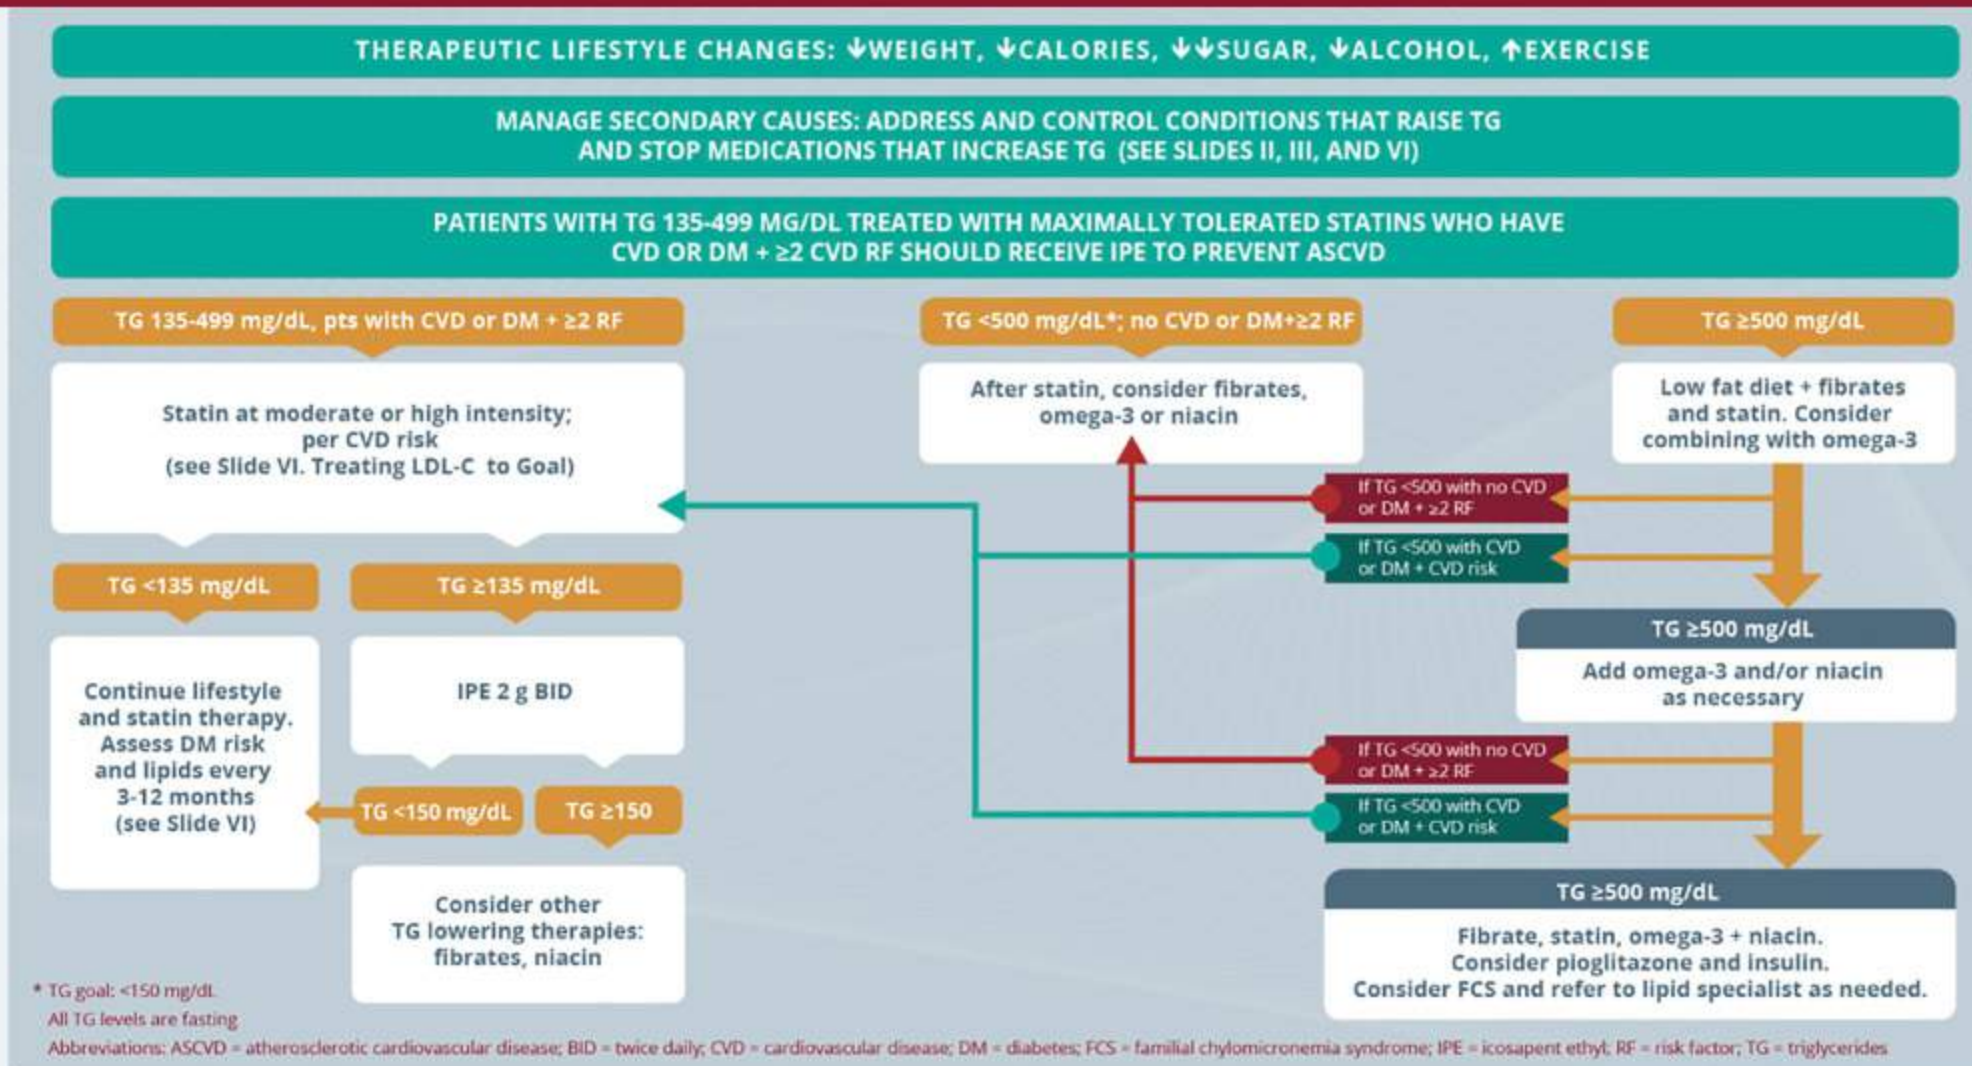 THERAPEUTIC LIFESTYLE CHANGES: ↓WEIGHT, ↓CALORIES, ↓↓SUGAR, ↓ALCOHOL, ↑EXERCISE
MANAGE SECONDARY CAUSES: ADDRESS AND CONTROL CONDITIONS THAT RAISE TG
AND STOP MEDICATIONS THAT INCREASE TG (SEE SLIDES II, III, AND VI)
PATIENTS WITH TG 135-499 MG/DL TREATED WITH MAXIMALLY TOLERATED STATINS WHO HAVE
CVD OR DM + ≥2 CVD RF SHOULD RECEIVE IPE TO PREVENT ASCVD
TG 135-499 mg/dL, pts with CVD or DM + ≥2 RF
Statin at moderate or high intensity;
per CVD risk
(see Slide VI. Treating LDL-C to Goal)
TG <135 mg/dL
Continue lifestyle
and statin therapy.
Assess DM risk
and lipids every
3-12 months
(see Slide VI)
TG ≥135 mg/dL
IPE 2 g BID
TG <150 mg/dL
TG ≥150
Consider other
TG lowering therapies:
fibrates, niacin
TG <500 mg/dL*; no CVD or DM+≥2 RF
After statin, consider fibrates,
omega-3 or niacin
TG ≥500 mg/dL
Low fat diet + fibrates
and statin. Consider
combining with omega-3
If TG <500 with no CVD
or DM + ≥2 RF
If TG <500 with CVD
or DM + CVD risk
TG ≥500 mg/dL
Add omega-3 and/or niacin
as necessary
If TG <500 with no CVD
or DM + ≥2 RF
If TG <500 with CVD
or DM + CVD risk
TG ≥500 mg/dL
Fibrate, statin, omega-3 + niacin.
Consider pioglitazone and insulin.
Consider FCS and refer to lipid specialist as needed.
* TG goal: <150 mg/dL
All TG levels are fasting
Abbreviations: ASCVD = atherosclerotic cardiovascular disease; BID = twice daily; CVD = cardiovascular disease; DM = diabetes; FCS = familial chylomicronemia syndrome; IPE = icosapent ethyl; RF = risk factor; TG = triglycerides